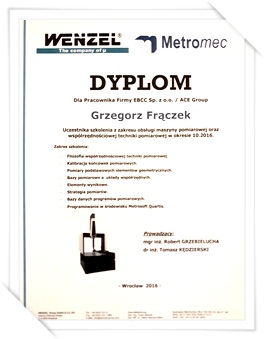 WENZEL
The company of µ
Metromec
DYPLOM
Dla Pracownika Firmy EBCC Sp. z o.o. / ACE Group
Grzegorz Frączek
Uczestnika szkolenia z zakresu obsługi maszyny pomiarowej oraz
współrzędnościowej techniki pomiarowej w okresie 10.2016.
Zakres szkolenia:
Filozofia współrzędnościowej techniki pomiarowej.
Kalibracja końcówek pomiarowych.
Pomiary podstawowych elementów geometrycznych.
Bazy pomiarowe a układy współrzędnych.
Elementy wynikowe.
Strategia pomiarów.
Bazy danych programów pomiarowych.
Programowanie w środowisku Metrosoft Quartis.
Prowadzący:
mgr inż. Robert GRZEBIELUCHA
dr inż. Tomasz KĘDZIERSKI
- Wrocław 2016 -